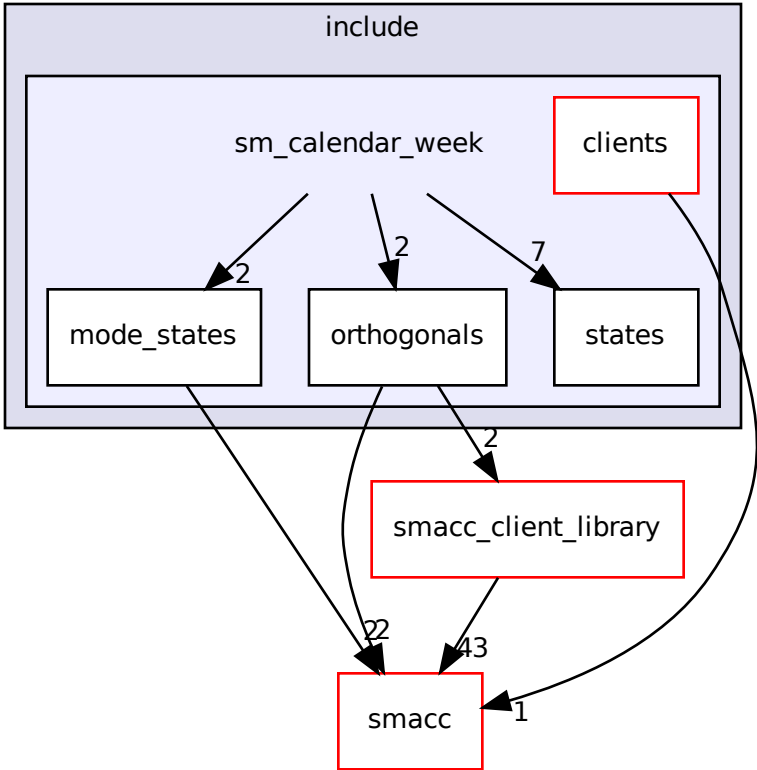 include
sm_calendar_week
clients
2
2
7
mode_states
orthogonals
states
2
smacc_client_library
2
2
43
1
smacc